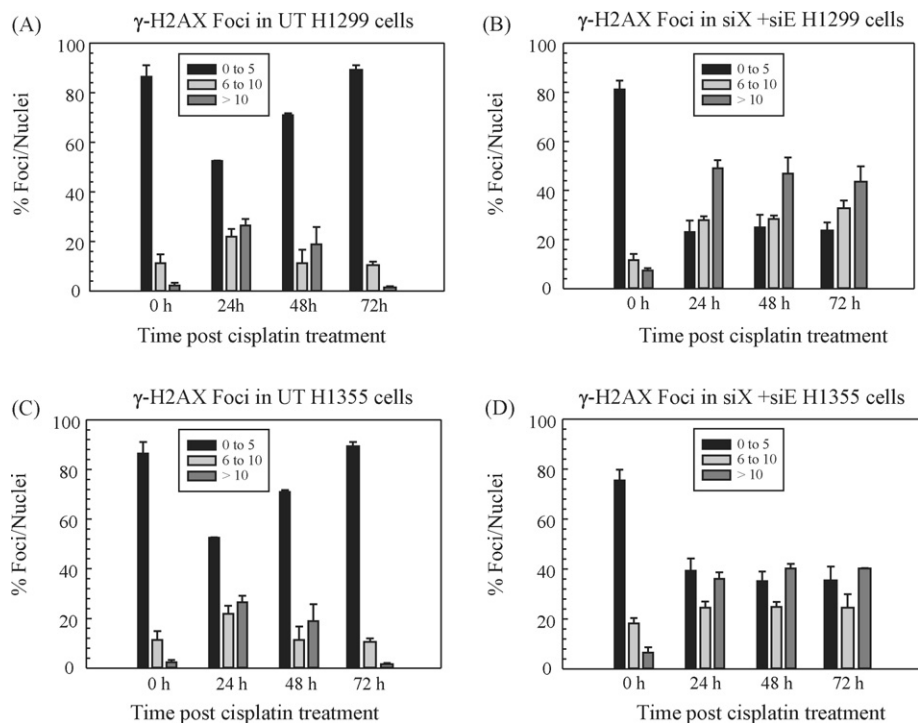 (A)
γ-H2AX Foci in UT H1299 cells
100
80
60
40
20
0
% Foci/Nuclei
0 to 5
6 to 10
> 10
0 h
24h
48h
72h
Time post cisplatin treatment
(B)
γ-H2AX Foci in siX +siE H1299 cells
100
80
60
40
20
0
% Foci/Nuclei
0 to 5
6 to 10
> 10
0 h
24 h
48 h
72 h
Time post cisplatin treatment
(C)
γ-H2AX Foci in UT H1355 cells
100
80
60
40
20
0
% Foci/Nuclei
0 to 5
6 to 10
> 10
0 h
24 h
48 h
72 h
Time post cisplatin treatment
(D)
γ-H2AX Foci in siX +siE H1355 cells
100
80
60
40
20
0
% Foci/Nuclei
0 to 5
6 to 10
> 10
0 h
24 h
48 h
72 h
Time post cisplatin treatment